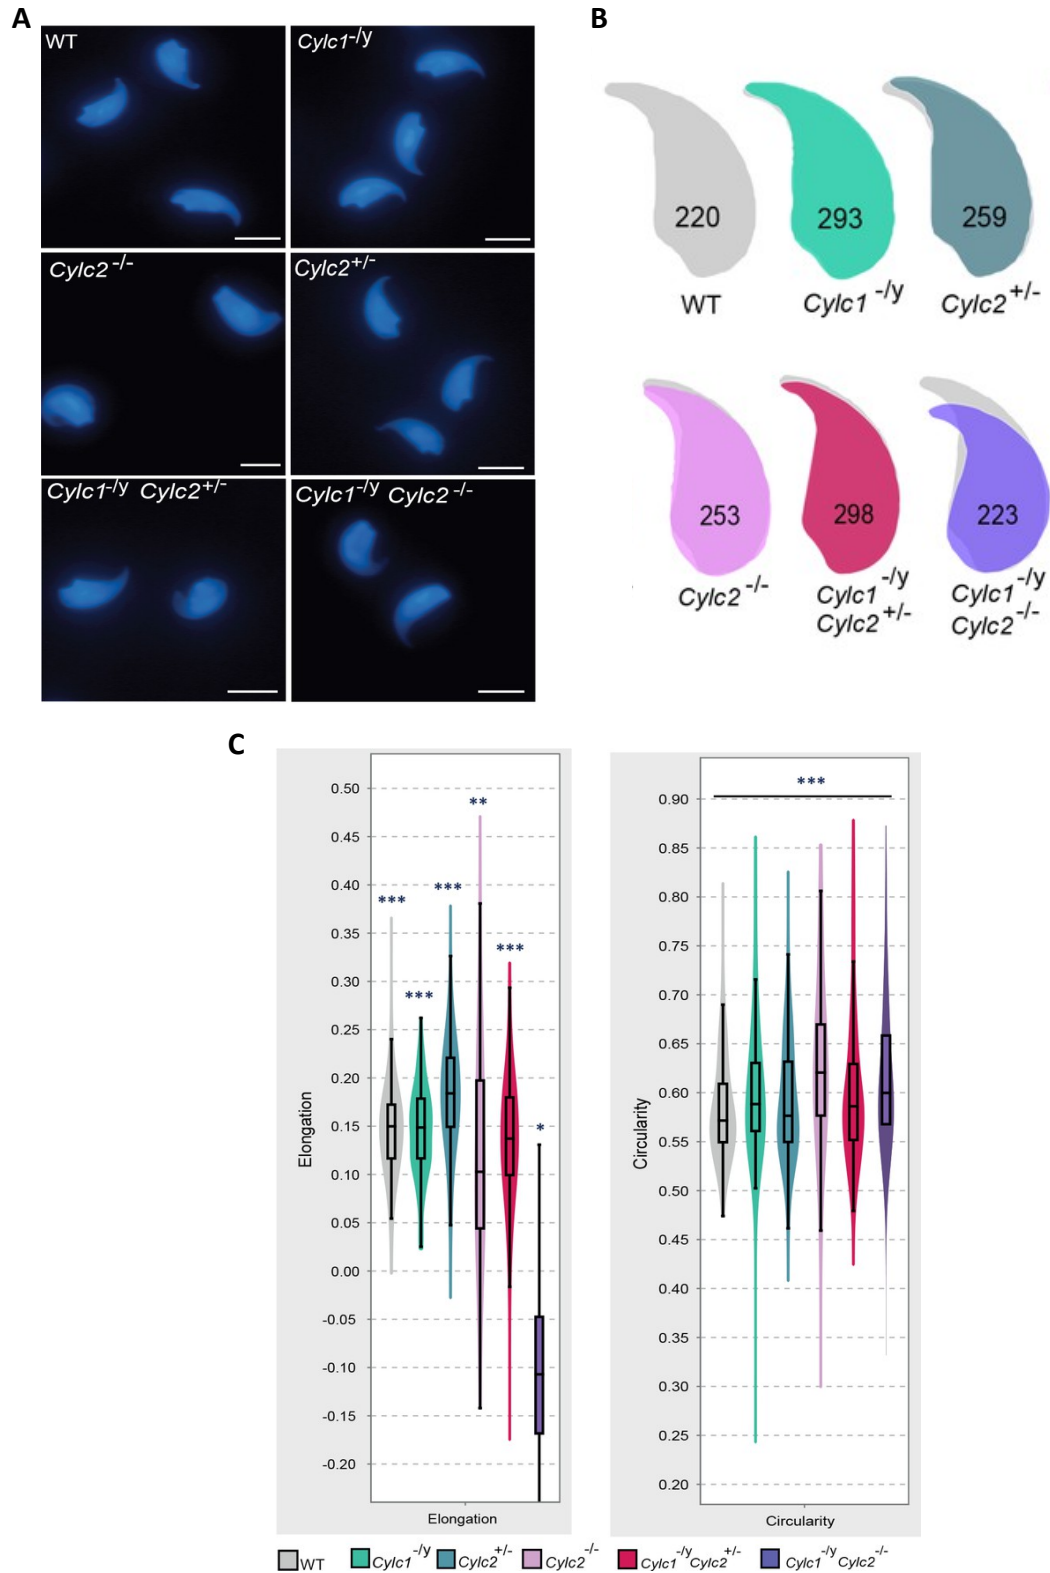 A
B
WT
Cylc1-/y
Cylc2-/-
Cylc2+/-
Cylc1-/y Cylc2+/-
Cylc1-/y Cylc2-/-
220
293
259
WT
Cylc1-/y
Cylc2+/-
253
298
223
Cylc2-/-
Cylc1-/y
Cylc2+/-
Cylc1-/y
Cylc2-/-
C
Elongation
0.50
0.45
0.40
0.35
0.30
0.25
0.20
0.15
0.10
0.05
0.00
-0.05
-0.10
-0.15
-0.20
***
***
***
**
***
*
Elongation
Circularity
0.90
0.85
0.80
0.75
0.70
0.65
0.60
0.55
0.50
0.45
0.40
0.35
0.30
0.25
0.20
***
Circularity
WT Cylc1-/y Cylc2+/- Cylc2-/- Cylc1-/y Cylc2+/- Cylc1-/y Cylc2-/-